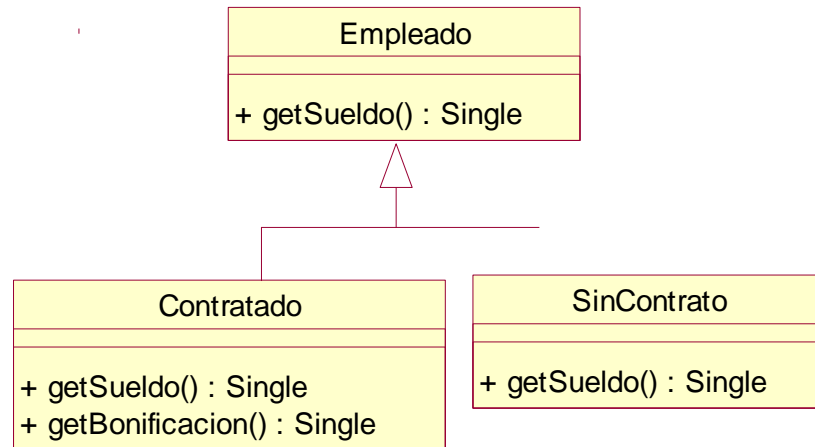 Empleado
+ getSueldo() : Single
Contratado
+ getSueldo() : Single
+ getBonificacion() : Single
SinContrato
+ getSueldo() : Single